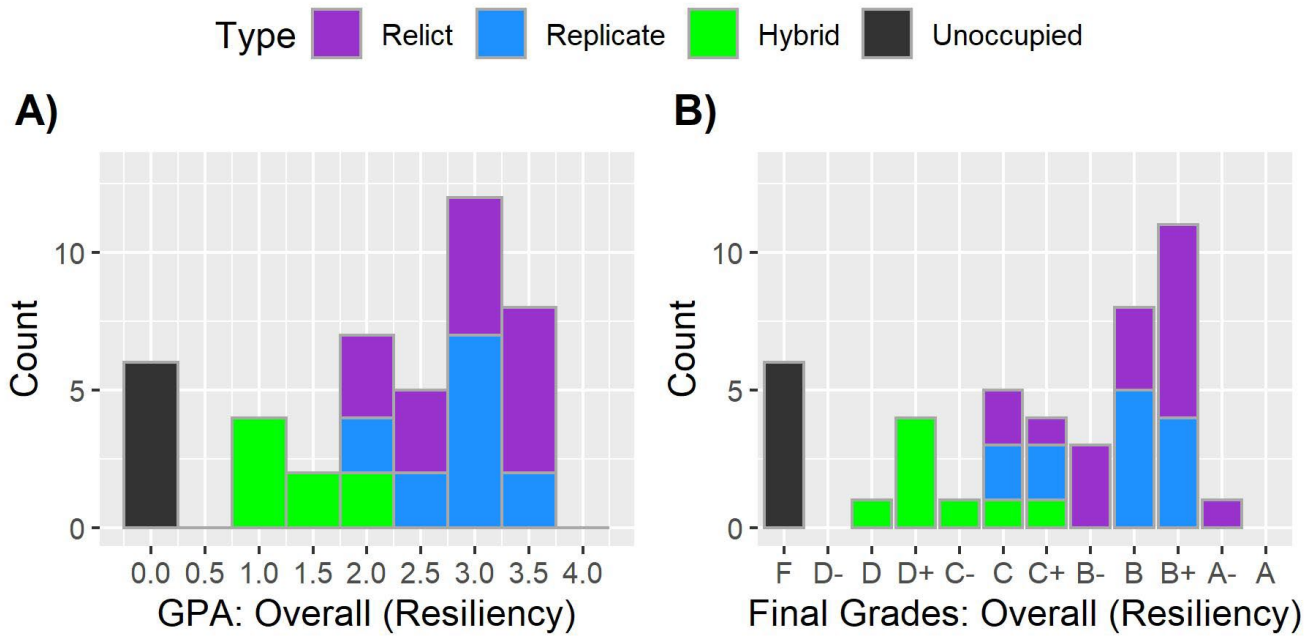 Type Relict Replicate Hybrid Unoccupied
A)
B)
Count
10
5
0
0.0 0.5 1.0 1.5 2.0 2.5 3.0 3.5 4.0
GPA: Overall (Resiliency)
Count
10
5
0
F D- D D+ C- C C+ B- B B+ A- A
Final Grades: Overall (Resiliency)